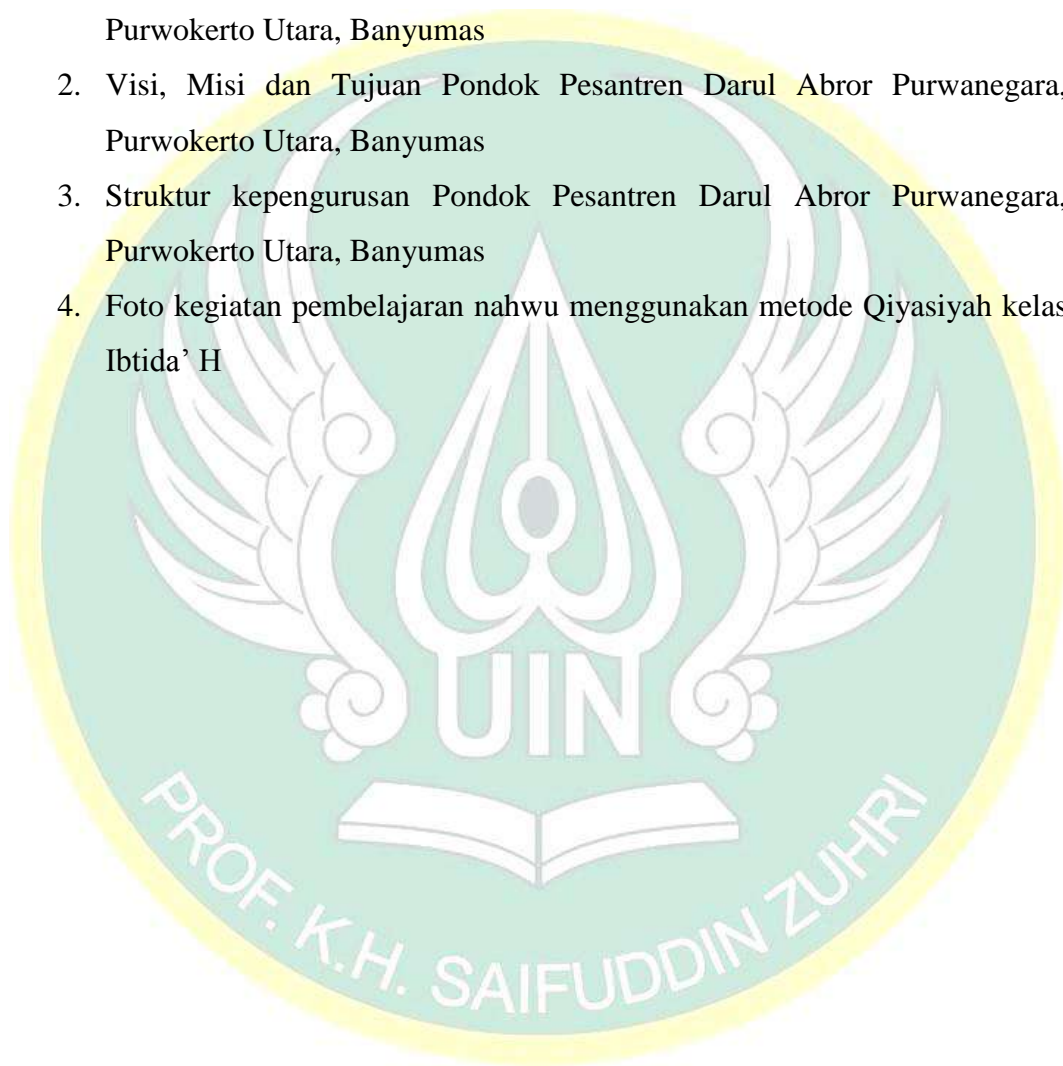 Purwokerto Utara, Banyumas
2. Visi, Misi dan Tujuan Pondok Pesantren Darul Abror Purwanegara,
Purwokerto Utara, Banyumas
3. Struktur kepengurusan Pondok Pesantren Darul Abror Purwanegara,
Purwokerto Utara, Banyumas
4. Foto kegiatan pembelajaran nahwu menggunakan metode Qiyasiyah kelas
Ibtida’ H
UIN
PROF. K.H. SAIFUDDIN ZUHRI